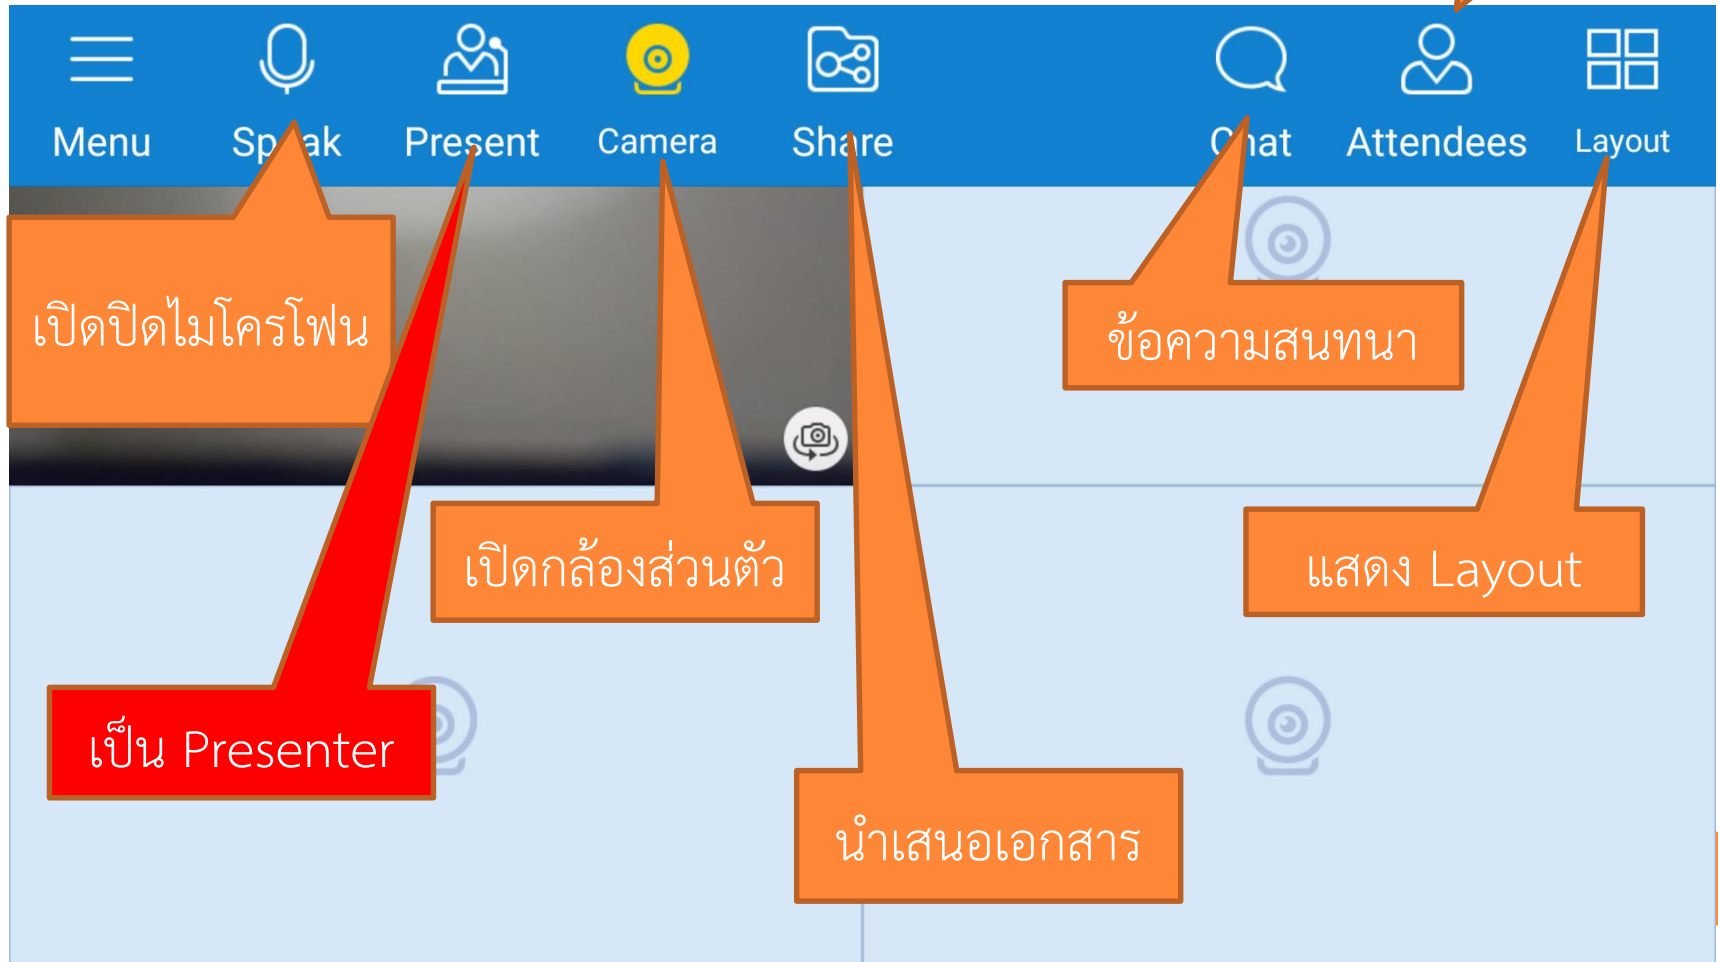 Menu
Speak
Present
Camera
Share
Chat
Attendees
Layout
เปิดปิดไมโครโฟน
ข้อความสนทนา
เปิดกล้องส่วนตัว
แสดง Layout
เป็น Presenter
นำเสนอเอกสาร